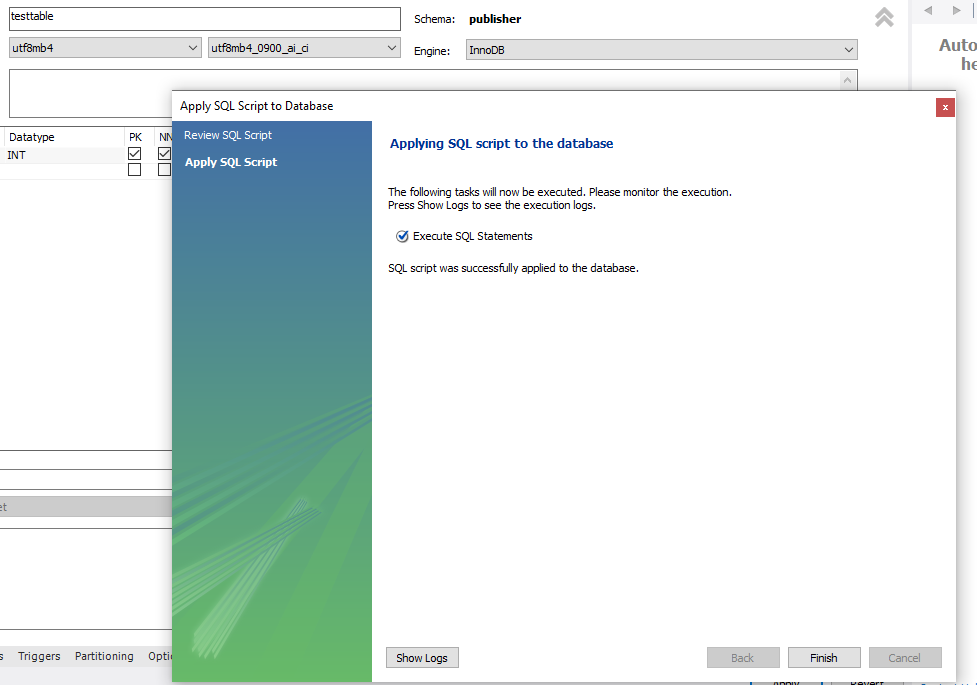 testtable
Schema: publisher
utf8mb4 utf8mb4_0900_ai_ci Engine: InnoDB
Auto
he
Apply SQL Script to Database
x
Datatype PK NN
INT
Review SQL Script
Apply SQL Script
Applying SQL script to the database
The following tasks will now be executed. Please monitor the execution.
Press Show Logs to see the execution logs.
Execute SQL Statements
SQL script was successfully applied to the database.
et
s Triggers Partitioning Optio
Show Logs Back Finish Cancel
Apply Revert